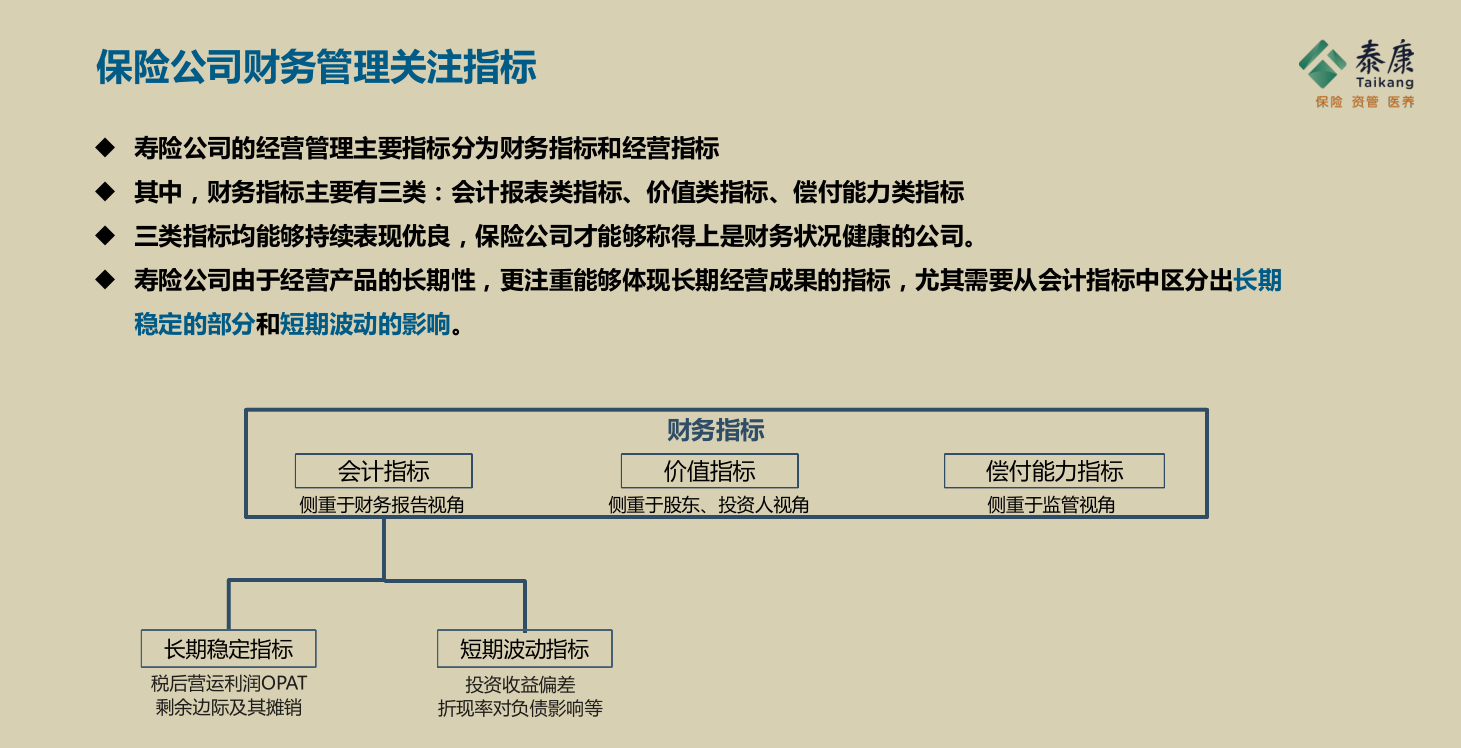 保险公司财务管理关注指标
泰康
Taikang
保险 资管 医养
◆ 寿险公司的经营管理主要指标分为财务指标和经营指标
◆ 其中，财务指标主要有三类：会计报表类指标、价值类指标、偿付能力类指标
◆ 三类指标均能够持续表现优良，保险公司才能够称得上是财务状况健康的公司。
◆ 寿险公司由于经营产品的长期性，更注重能够体现长期经营成果的指标，尤其需要从会计指标中区分出长期
稳定的部分和短期波动的影响。
财务指标
会计指标 价值指标 偿付能力指标
侧重于财务报告视角 侧重于股东、投资人视角 侧重于监管视角
长期稳定指标 短期波动指标
税后营运利润OPAT 投资收益偏差
剩余边际及其摊销 折现率对负债影响等